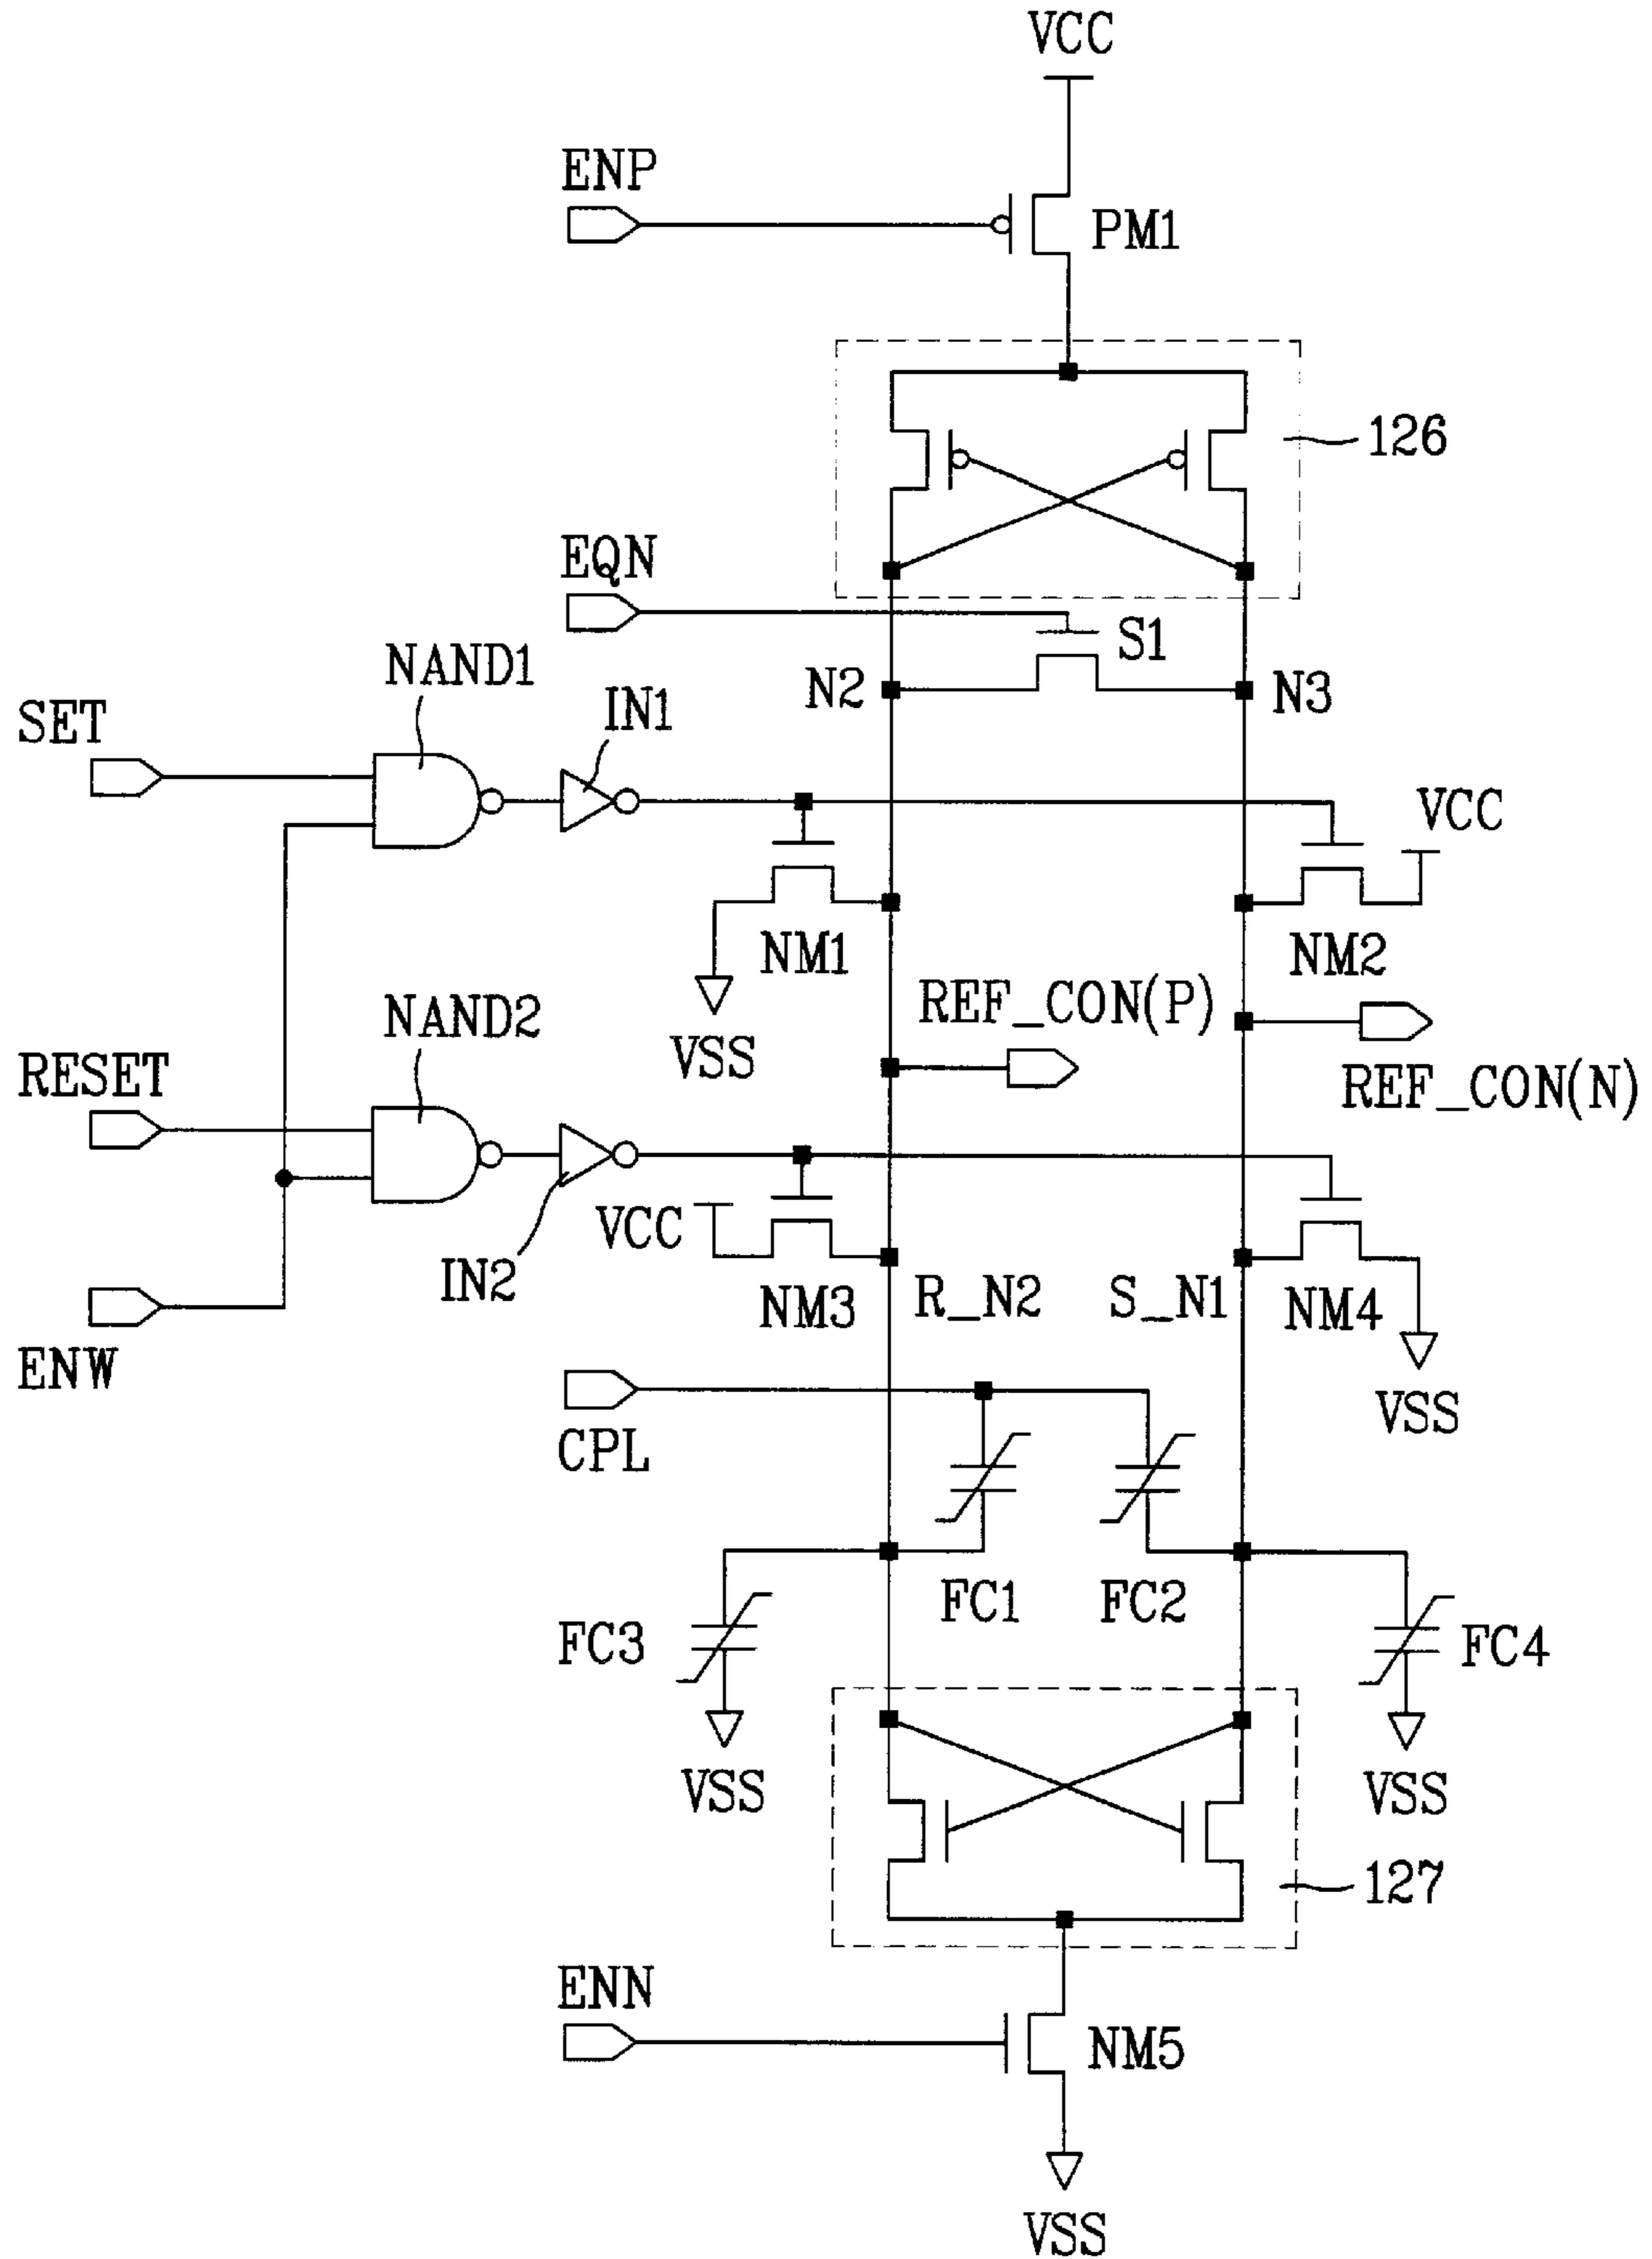 VCC
ENP
PM1
126
EQN
S1
NAND1
N2
N3
IN1
SET
VCC
NM1
NM2
REF_CON(P)
NAND2
VSS
RESET
REF_CON(N)
VCC
IN2
NM3
R_N2
S_N1
NM4
ENW
VSS
CPL
FC1
FC2
FC3
FC4
VSS
VSS
127
ENN
NM5
VSS